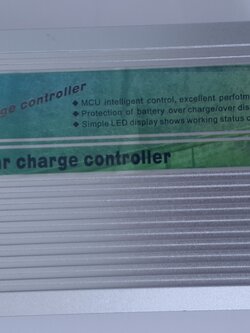 ge controller
◆ MCU intelligent control, excellent
◆ Protection of battery over charge/over dis
◆ Simple LED display shows working status
charge controller